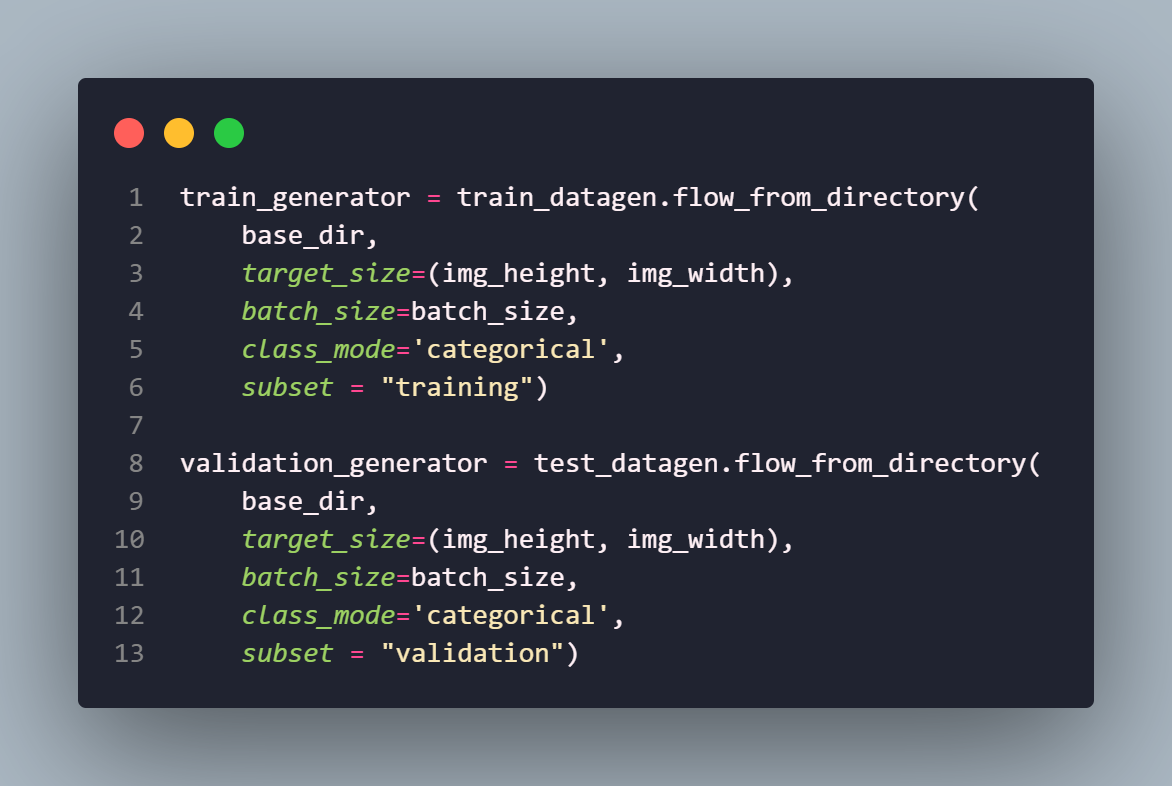 1 train_generator = train_datagen.flow_from_directory(
2     base_dir,
3     target_size=(img_height, img_width),
4     batch_size=batch_size,
5     class_mode='categorical',
6     subset = "training")
7
8 validation_generator = test_datagen.flow_from_directory(
9     base_dir,
10     target_size=(img_height, img_width),
11     batch_size=batch_size,
12     class_mode='categorical',
13     subset = "validation")